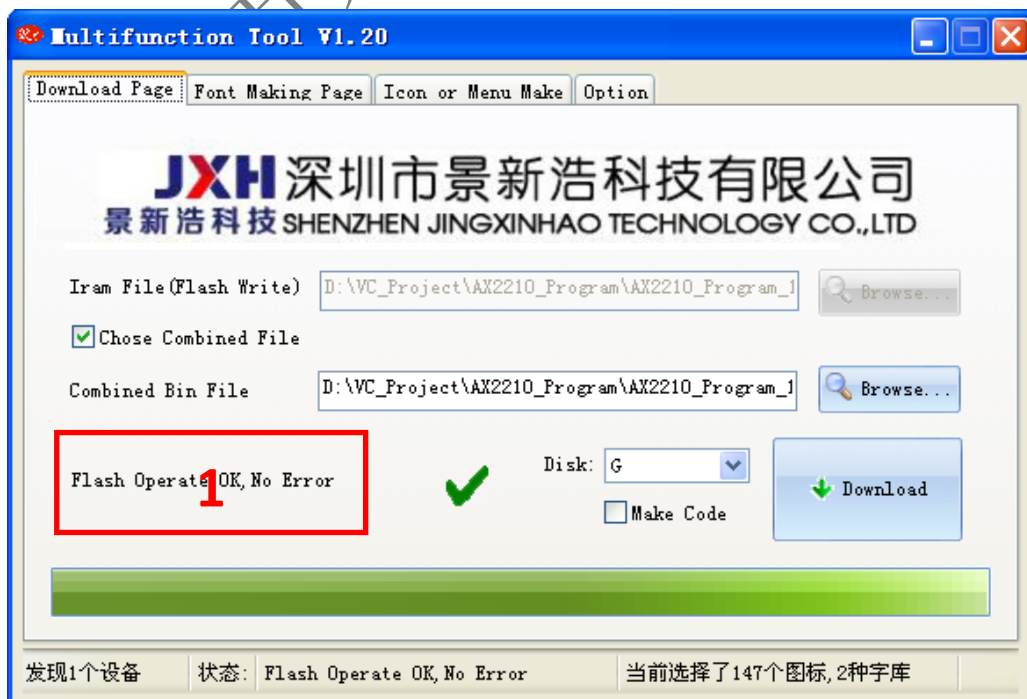 Multifunction Tool V1.20
Download Page Font Making Page Icon or Menu Make Option
JXH 深圳市景新浩科技有限公司
景新浩科技 SHENZHEN JINGXINHAO TECHNOLOGY CO.,LTD
Iram File(Flash Write) D:\VC_Project\AX2210_Program\AX2210_Program_1 Browse...
Chose Combined File
Combined Bin File D:\VC_Project\AX2210_Program\AX2210_Program_1 Browse...
Disk: G
Flash Operate OK,No Error 1 Download
Make Code
发现1个设备 状态: Flash Operate OK,No Error 当前选择了147个图标,2种字库